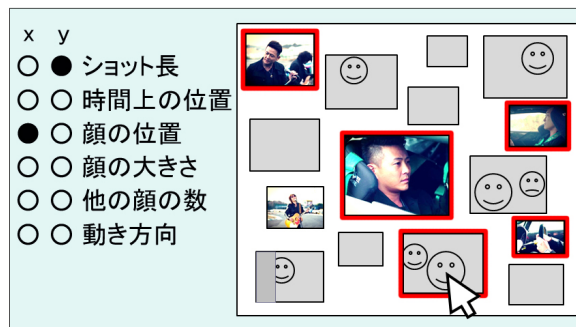 x y
ショット長
時間上の位置
顔の位置
顔の大きさ
他の顔の数
動き方向